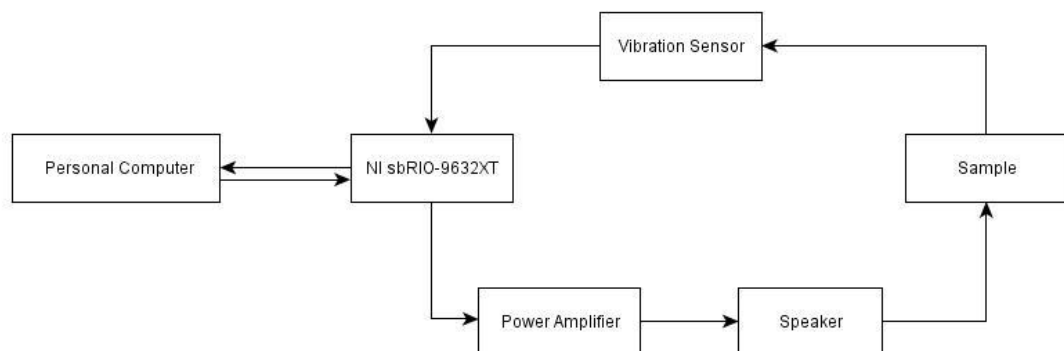 Vibration Sensor
Personal Computer
NI sbRIO-9632XT
Sample
Power Amplifier
Speaker